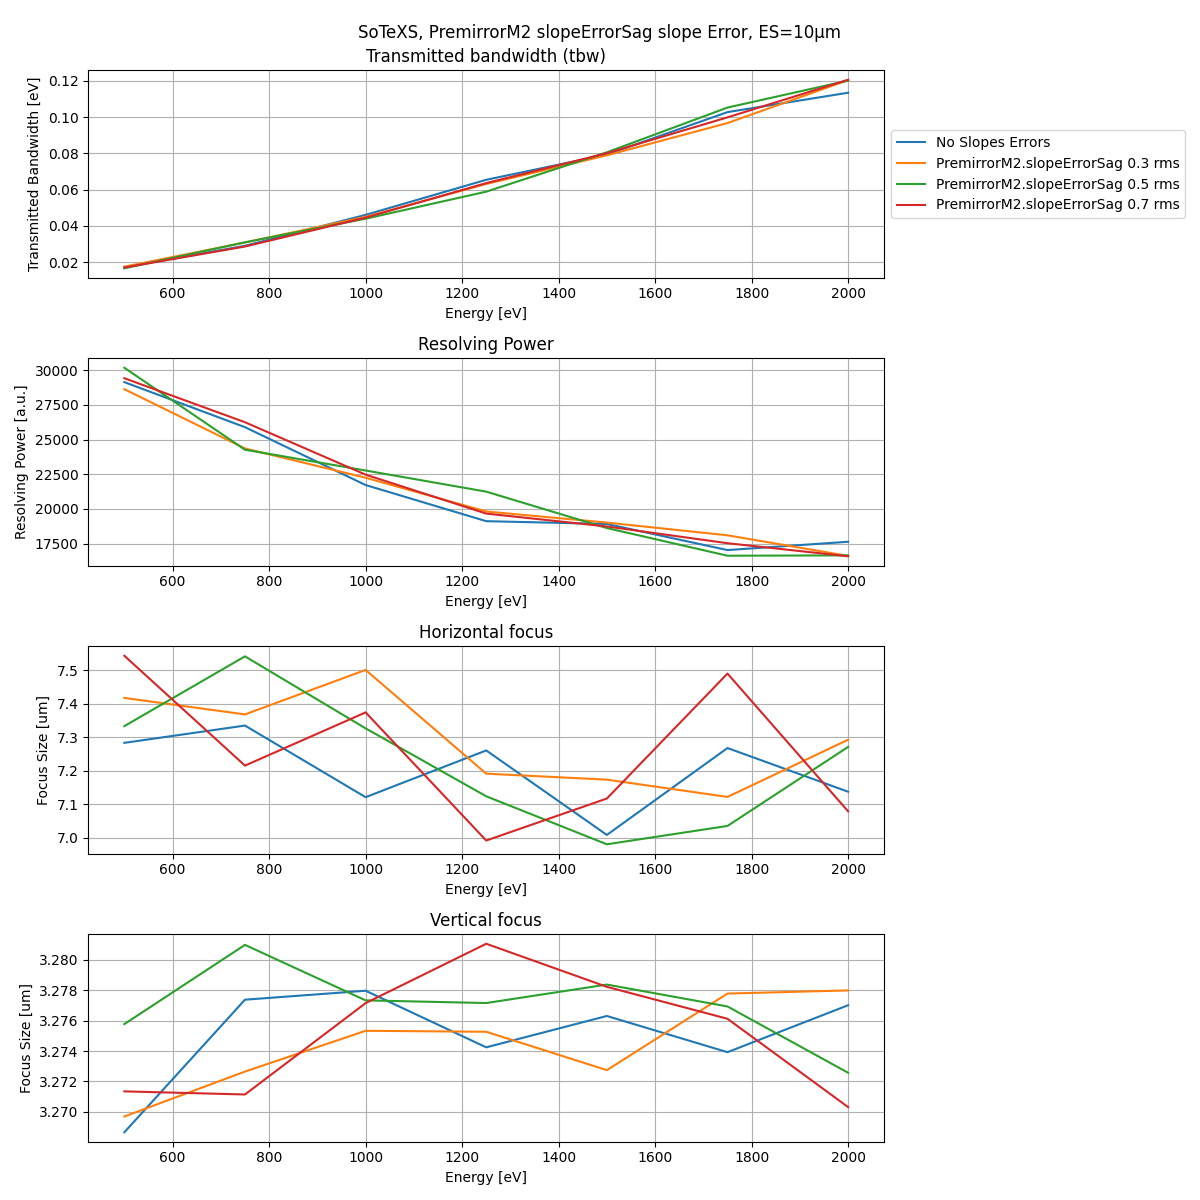 SoTeXS, PremirrorM2 slopeErrorSag slope Error, ES=10μm
Transmitted bandwidth (tbw)
Transmitted Bandwidth [eV]
0.12
0.10
0.08
0.06
0.04
0.02
600 800 1000 1200 1400 1600 1800 2000
Energy [eV]
No Slopes Errors
PremirrorM2.slopeErrorSag 0.3 rms
PremirrorM2.slopeErrorSag 0.5 rms
PremirrorM2.slopeErrorSag 0.7 rms
Resolving Power
Resolving Power [a.u.]
30000
27500
25000
22500
20000
17500
600 800 1000 1200 1400 1600 1800 2000
Energy [eV]
Horizontal focus
Focus Size [um]
7.5
7.4
7.3
7.2
7.1
7.0
600 800 1000 1200 1400 1600 1800 2000
Energy [eV]
Vertical focus
Focus Size [um]
3.280
3.278
3.276
3.274
3.272
3.270
600 800 1000 1200 1400 1600 1800 2000
Energy [eV]